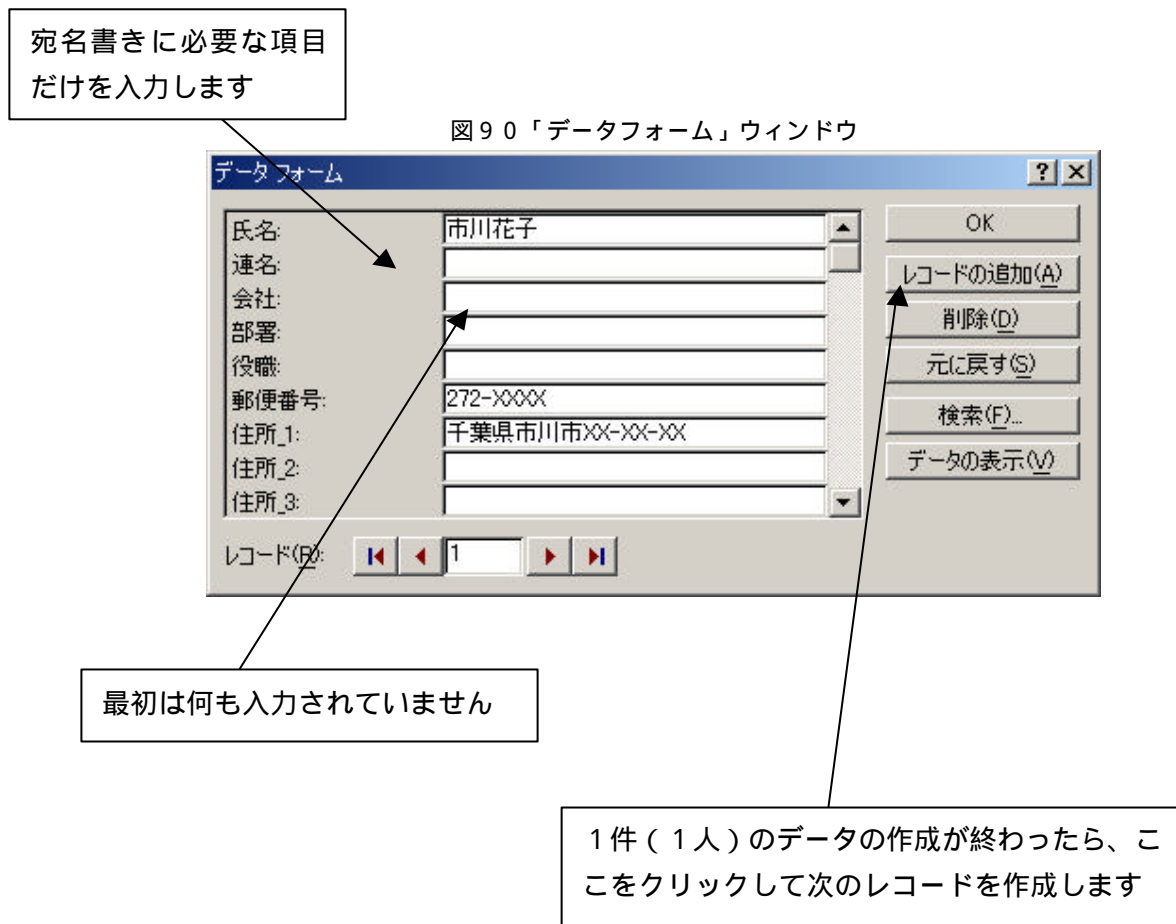 宛名書きに必要な項目
だけを入力します
図９０「データフォーム」ウィンドウ
データ フォーム
氏名: 市川花子
連名:
会社:
部署:
役職:
郵便番号: 272-XXXX
住所_1: 千葉県市川市XX-XX-XX
住所_2:
住所_3:
OK
レコードの追加(A)
削除(D)
元に戻す(S)
検索(F)...
データの表示(V)
レコード(R): 1
最初は何も入力されていません
１件（１人）のデータの作成が終わったら、こ
こをクリックして次のレコードを作成します